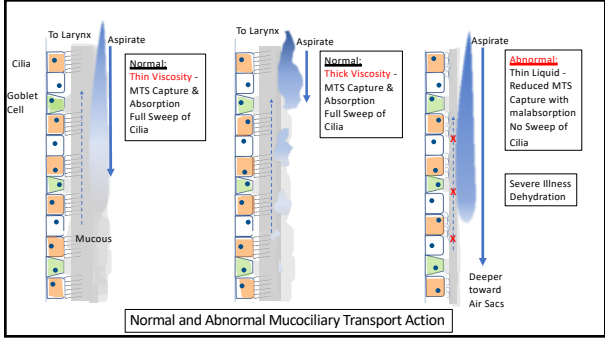 To Larynx
Aspirate
Cilia
Goblet
Cell
Mucous
Normal:
Thin Viscosity -
MTS Capture &
Absorption
Full Sweep of
Cilia
To Larynx
Aspirate
Normal:
Thick Viscosity -
MTS Capture &
Absorption
Full Sweep of
Cilia
Aspirate
X
X
X
Deeper
toward
Air Sacs
Abnormal:
Thin Liquid -
Reduced MTS
Capture with
malabsorption
No Sweep of
Cilia
Severe Illness
Dehydration
Normal and Abnormal Mucociliary Transport Action